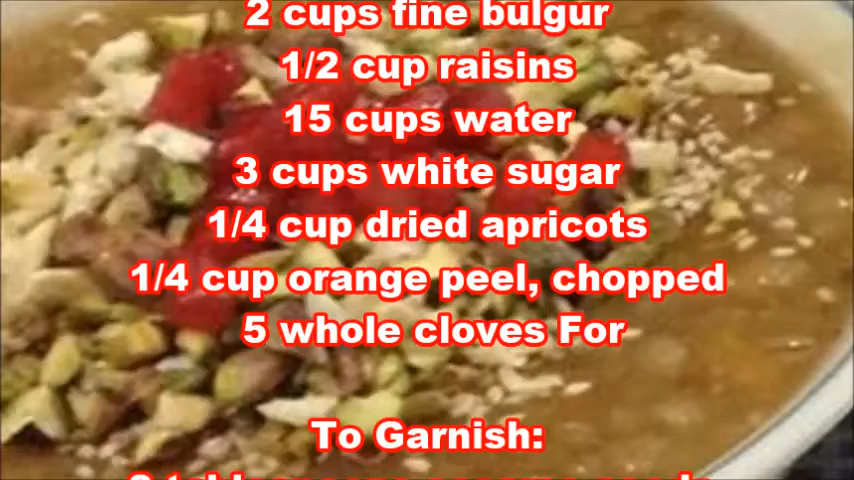 2 cups fine bulgur
1/2 cup raisins
15 cups water
3 cups white sugar
1/4 cup dried apricots
1/4 cup orange peel, chopped
5 whole cloves For
To Garnish: